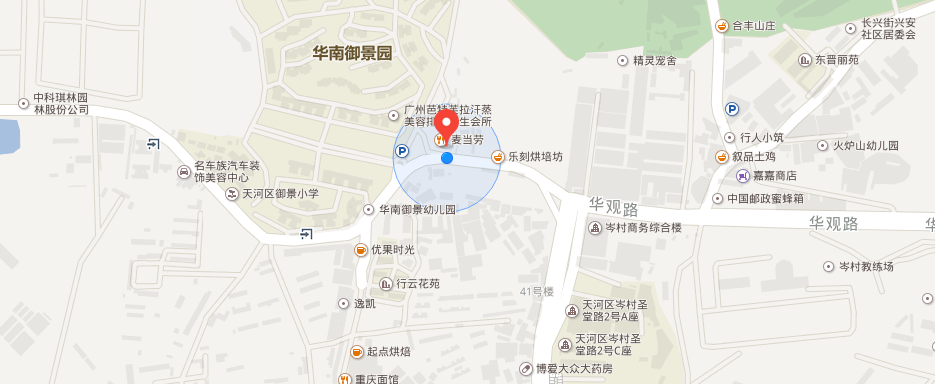 合丰山庄
长兴街兴安
社区居委会
华南御景园
精灵宠舍
东晋丽苑
中科琪林园
林股份公司
广州芭特芙拉汗蒸
美容排
生会所
P
P
行人小筑
麦当劳
火炉山幼儿园
乐刻烘培坊
叙品土鸡
名车族汽车装
饰美容中心
嘉嘉商店
天河区御景小学
中国邮政蜜蜂箱
华南御景幼儿园
华观路
华观路
华
岑村商务综合楼
优果时光
岑村教练场
行云花苑
41号楼
逸凯
天河区岑村圣
堂路2号A座
天河区岑村圣
堂路2号C座
起点烘焙
博爱大众大药房
重庆面馆